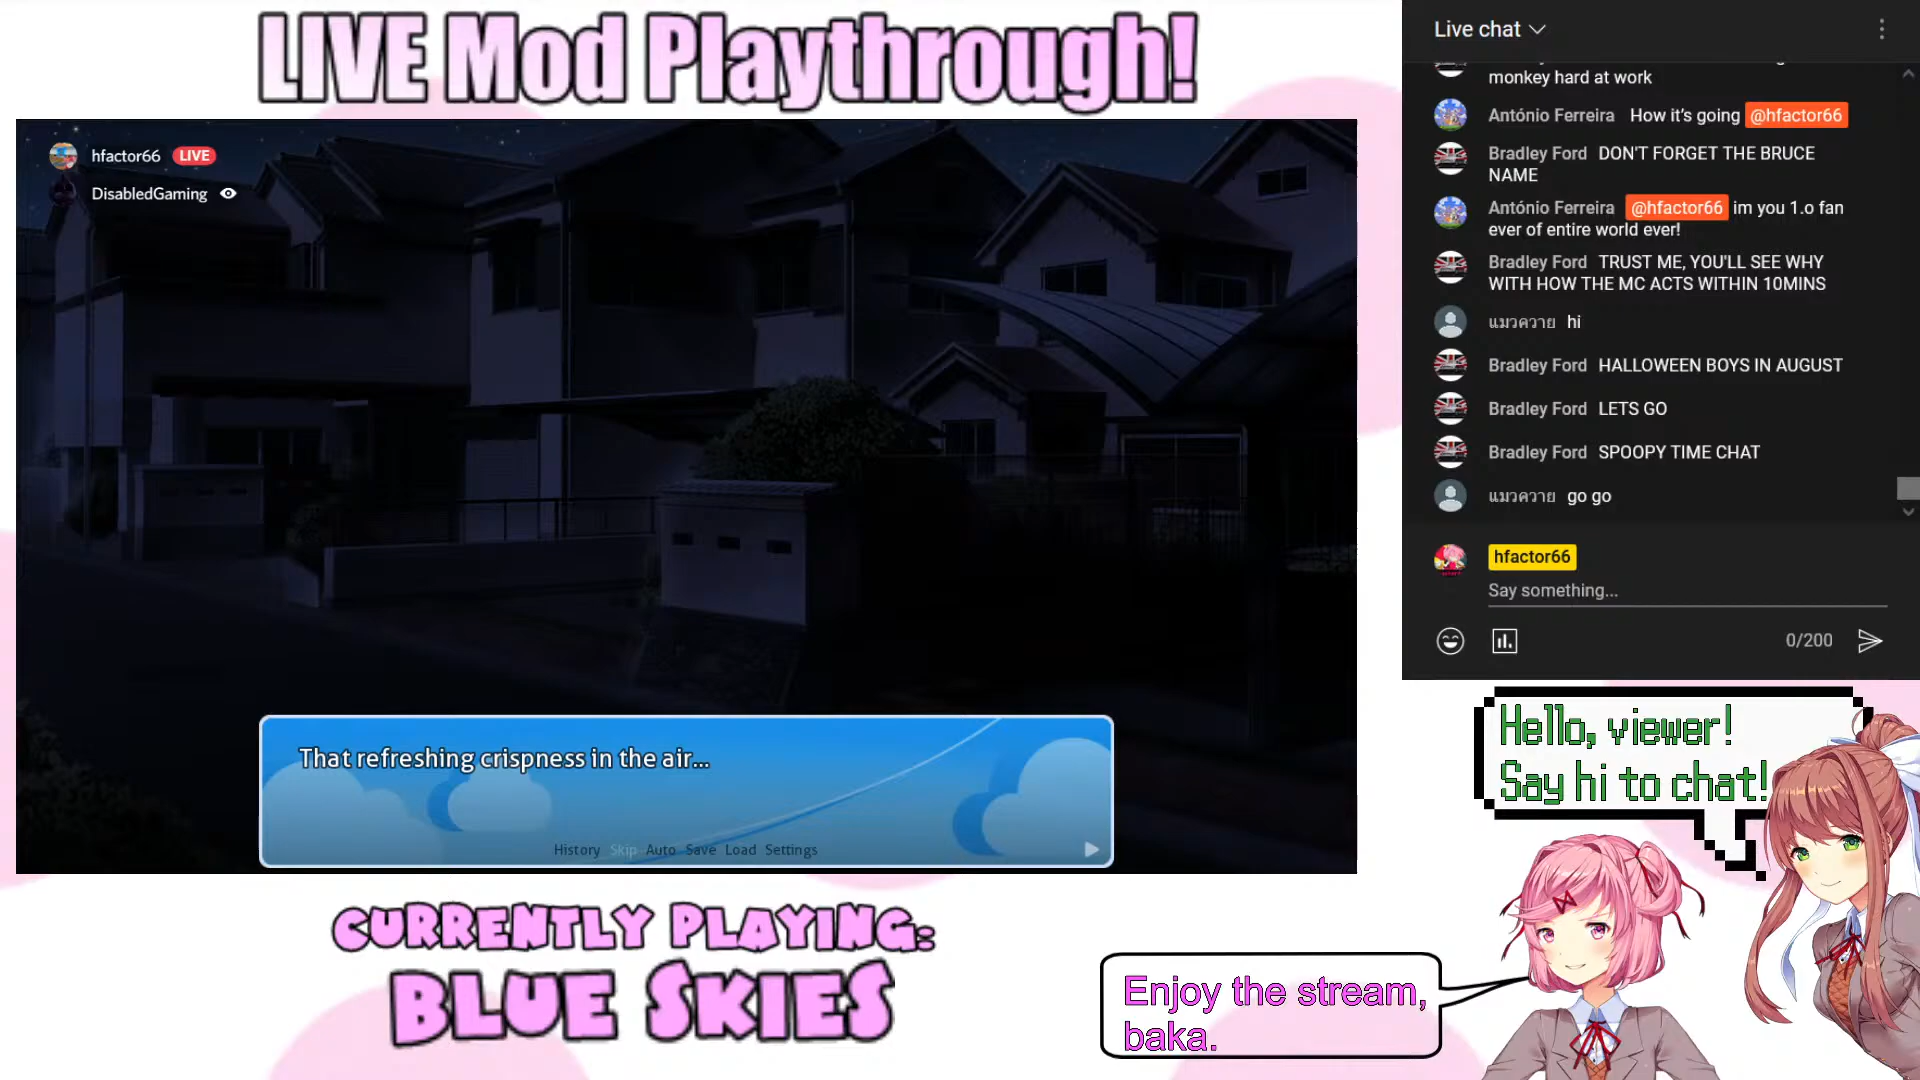 LIVE Mod Playthrough!
hfactor66 LIVE
DisabledGaming
That refreshing crispness in the air...
History Skip Auto Save Load Settings
CURRENTLY PLAYING:
BLUE SKIES
Live chat
monkey hard at work
António Ferreira How it's going @hfactor66
Bradley Ford DON'T FORGET THE BRUCE
NAME
António Ferreira @hfactor66 im you 1.o fan
ever of entire world ever!
Bradley Ford TRUST ME, YOU'LL SEE WHY
WITH HOW THE MC ACTS WITHIN 10MINS
แมวควาย hi
Bradley Ford HALLOWEEN BOYS IN AUGUST
Bradley Ford LETS GO
Bradley Ford SPOOPY TIME CHAT
แมวควาย go go
hfactor66
Say something...
0/200
Hello, viewer!
Say hi to chat!
Enjoy the stream,
baka.